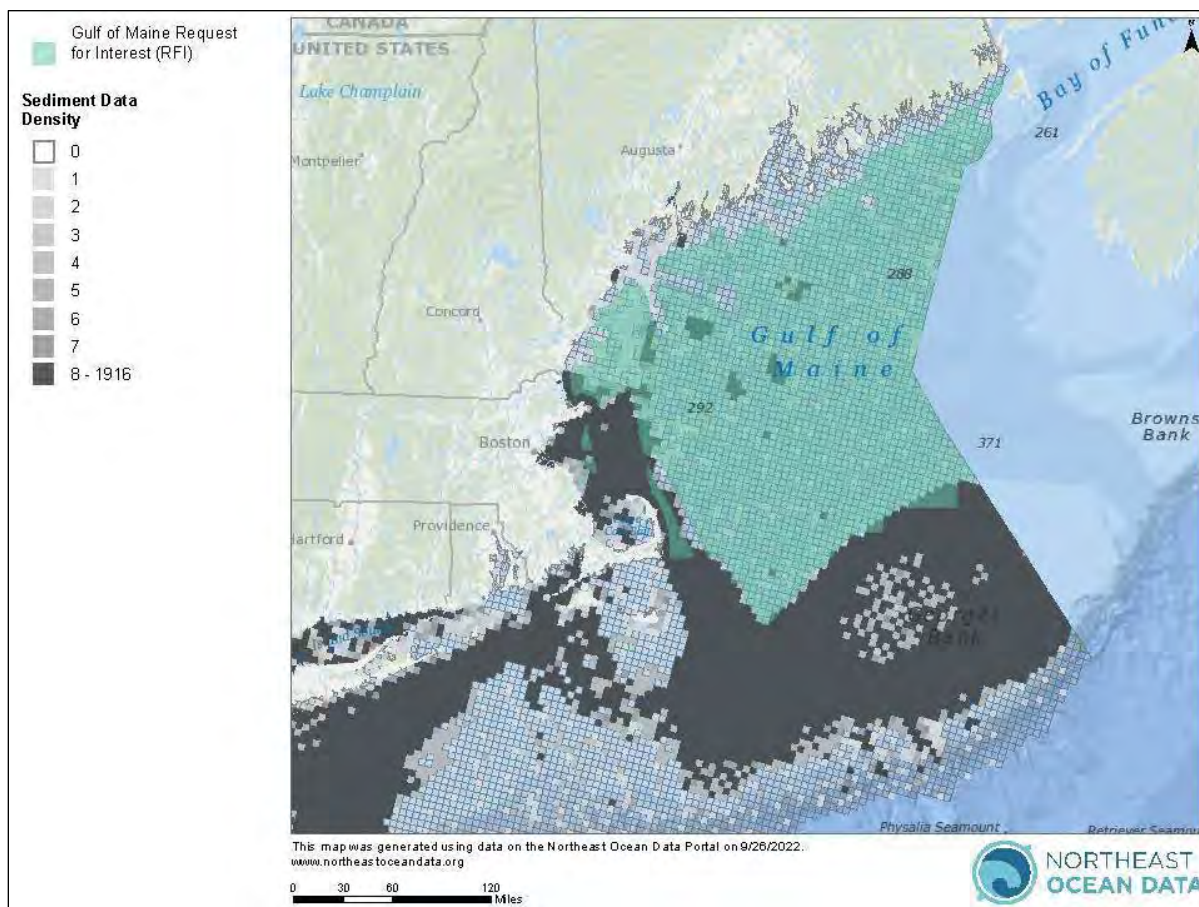 Gulf of Maine Request
for Interest (RFI)
Sediment Data
Density
0
1
2
3
4
5
6
7
8 - 1916
CANADA
UNITED STATES
Lake Champlain
Montpelier
Augusta
Bay of Fund
261
288
Concord
Gulf of
Maine
292
371
Browns
Bank
Boston
Providence
Hartford
Georges
Bank
Physalia Seamount
Retriever Seamou
This map was generated using data on the Northeast Ocean Data Portal on 9/26/2022.
www.northeastoceandata.org
0 30 60 120
Miles
NORTHEAST
OCEAN DATA